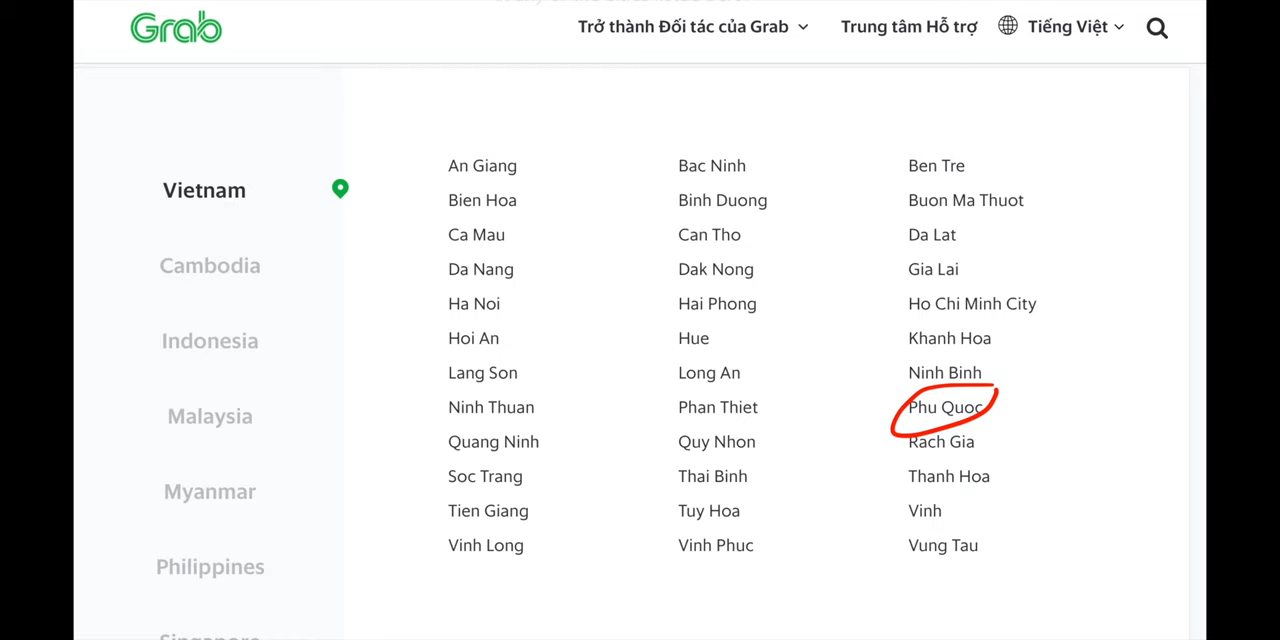 Grab
Trở thành Đối tác của Grab
Trung tâm Hỗ trợ
Tiếng Việt
Vietnam
Cambodia
Indonesia
Malaysia
Myanmar
Philippines
An Giang Bac Ninh Ben Tre
Bien Hoa Binh Duong Buon Ma Thuot
Ca Mau Can Tho Da Lat
Da Nang Dak Nong Gia Lai
Ha Noi Hai Phong Ho Chi Minh City
Hoi An Hue Khanh Hoa
Lang Son Long An Ninh Binh
Ninh Thuan Phan Thiet Phu Quoc
Quang Ninh Quy Nhon Rach Gia
Soc Trang Thai Binh Thanh Hoa
Tien Giang Tuy Hoa Vinh
Vinh Long Vinh Phuc Vung Tau